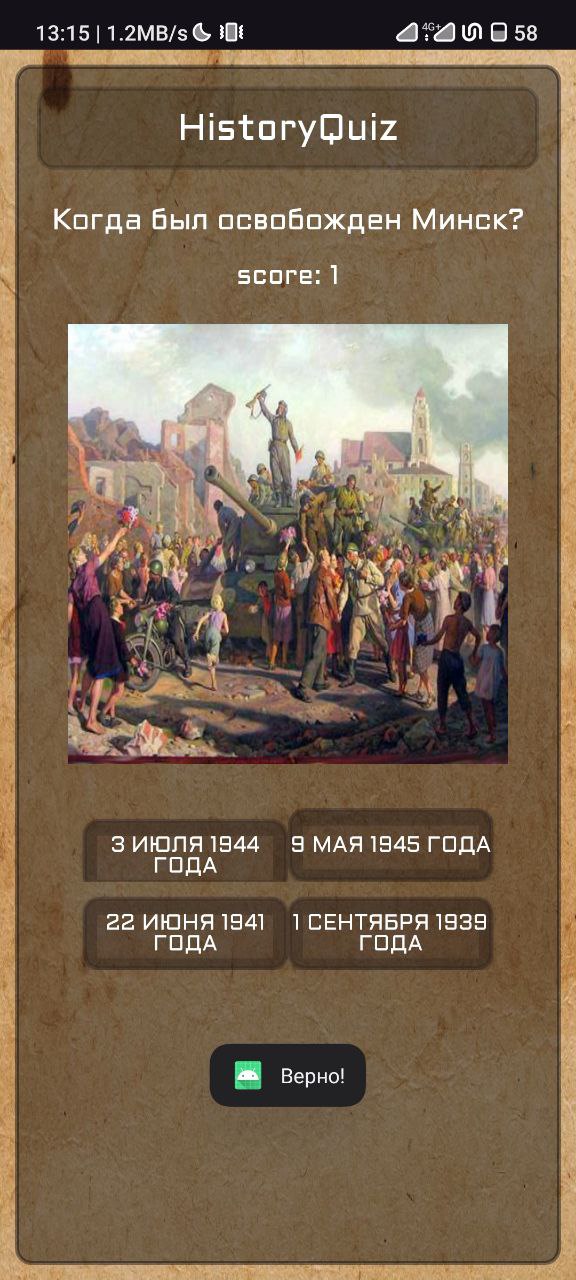 13:15 | 1.2MB/s 4G+ 58
HistoryQuiz
Когда был освобожден Минск?
score: 1
3 ИЮЛЯ 1944
ГОДА
9 МАЯ 1945 ГОДА
22 ИЮНЯ 1941
ГОДА
1 СЕНТЯБРЯ 1939
ГОДА
Верно!